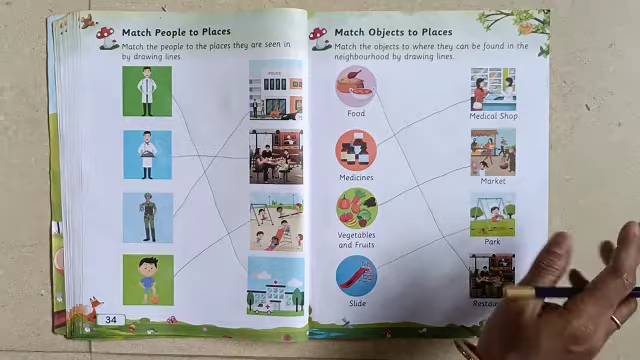 Match People to Places
Match the people to the places they are seen in
by drawing lines.
POLICE
34
Match Objects to Places
Match the objects to where they can be found in the
neighbourhood by drawing lines.
Food
Medical Shop
Medicines
Market
Vegetables
and Fruits
Park
Slide